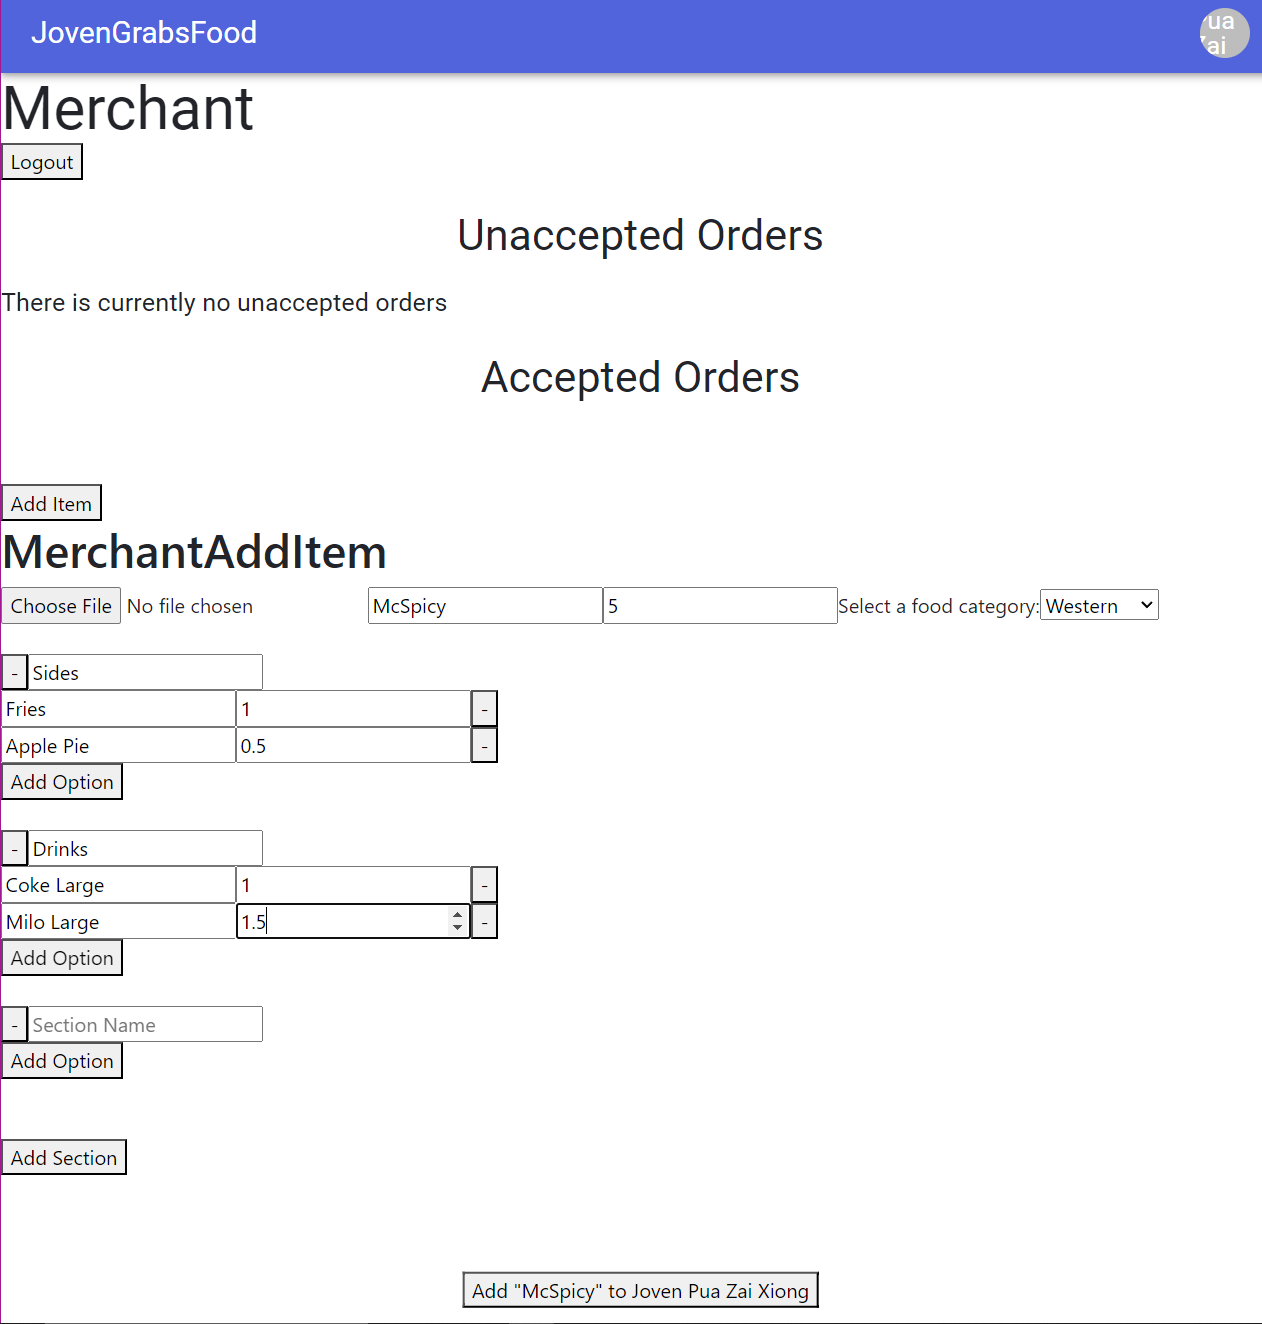 JovenGrabsFood
ua
ai
Merchant
Logout
Unaccepted Orders
There is currently no unaccepted orders
Accepted Orders
Add Item
MerchantAddItem
Choose File No file chosen McSpicy 5 Select a food category: Western
- Sides
Fries 1 -
Apple Pie 0.5 -
Add Option
- Drinks
Coke Large 1 -
Milo Large 1.5 -
Add Option
- Section Name
Add Option
Add Section
Add "McSpicy" to Joven Pua Zai Xiong